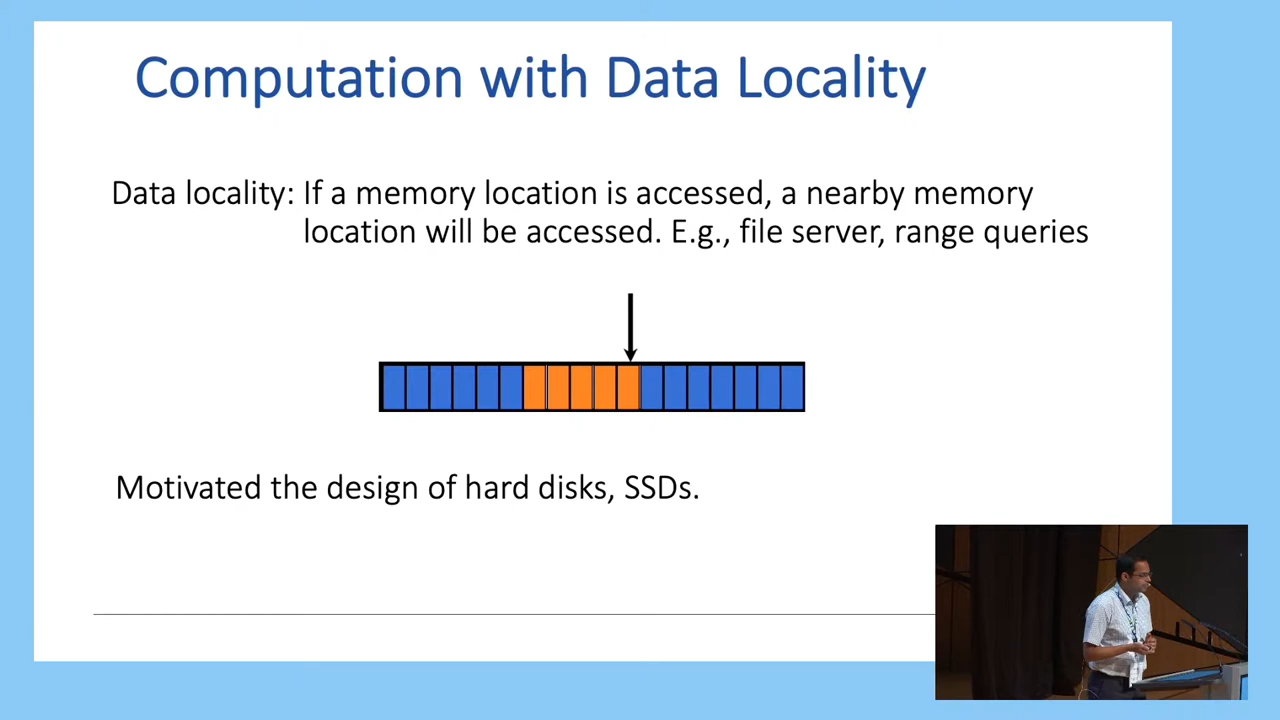 Computation with Data Locality
Data locality: If a memory location is accessed, a nearby memory
location will be accessed. E.g., file server, range queries
Motivated the design of hard disks, SSDs.